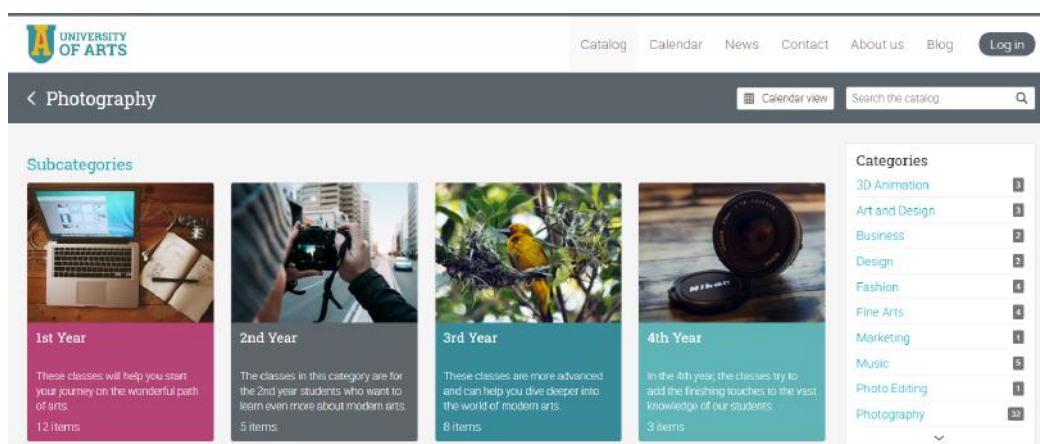 UNIVERSITY
OF ARTS
Catalog Calendar News Contact About us Blog Log in
Photography
Calendar view
Search the catalog
Subcategories
1st Year
These classes will help you start
your journey on the wonderful path
of arts.
12 items
2nd Year
The classes in this category are for
the 2nd year students who want to
learn even more about modern arts.
5 items
3rd Year
These classes are more advanced
and can help you dive deeper into
the world of modern arts.
8 items
4th Year
In the 4th year, the classes try to
add the finishing touches to the vast
knowledge of our students.
3 items
Categories
3D Animation 3
Art and Design 3
Business 2
Design 2
Fashion 4
Fine Arts 4
Marketing 1
Music 5
Photo Editing 1
Photography 32